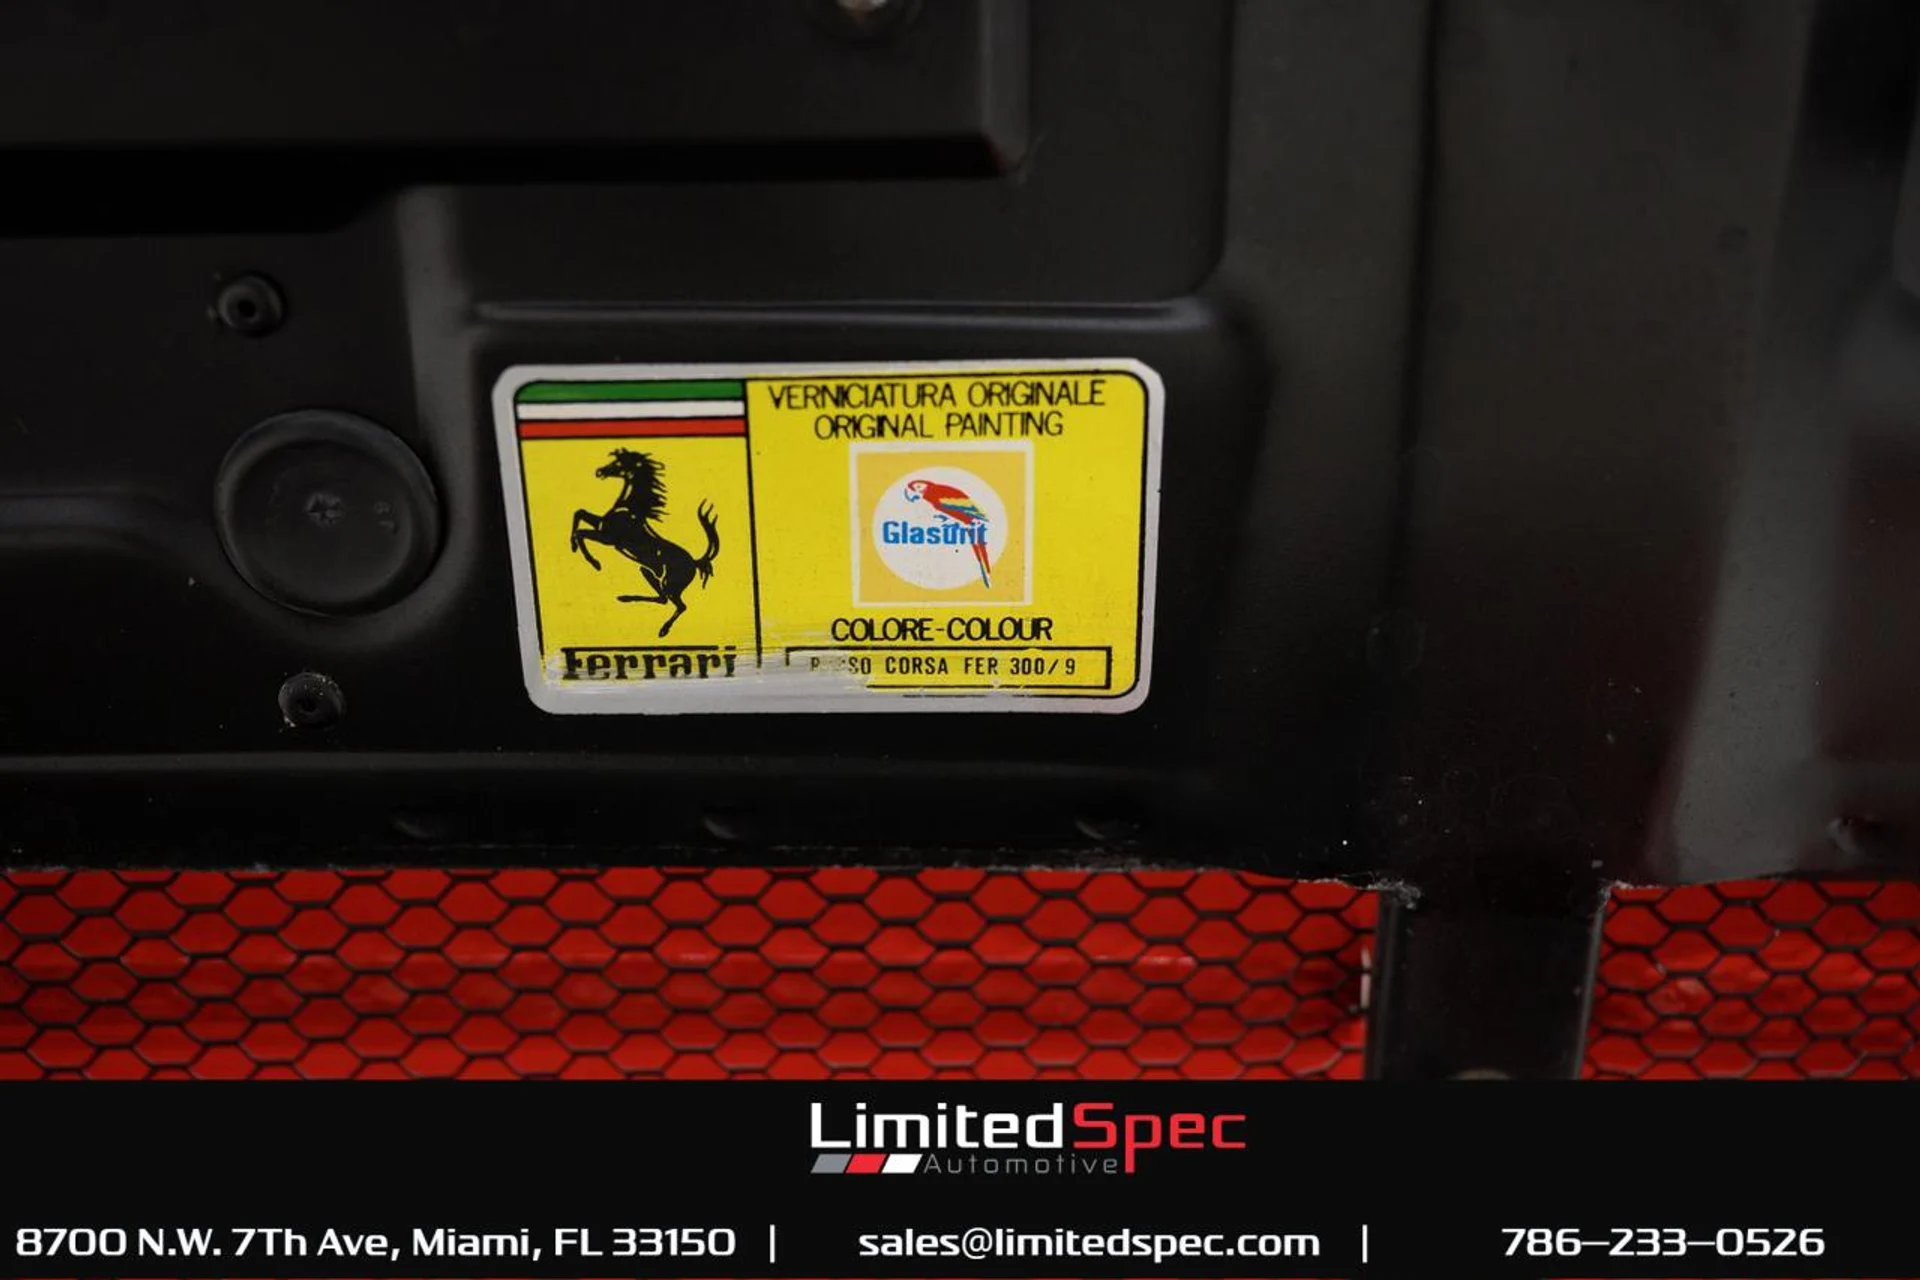 VERNICIATURA ORIGINALE
ORIGINAL PAINTING
Glasurit
COLORE-COLOUR
Ferrari
CORSA FER 300/9
LimitedSpec
Automotive
8700 N.W. 7Th Ave, Miami, FL 33150 | sales@limitedspec.com | 786-233-0526